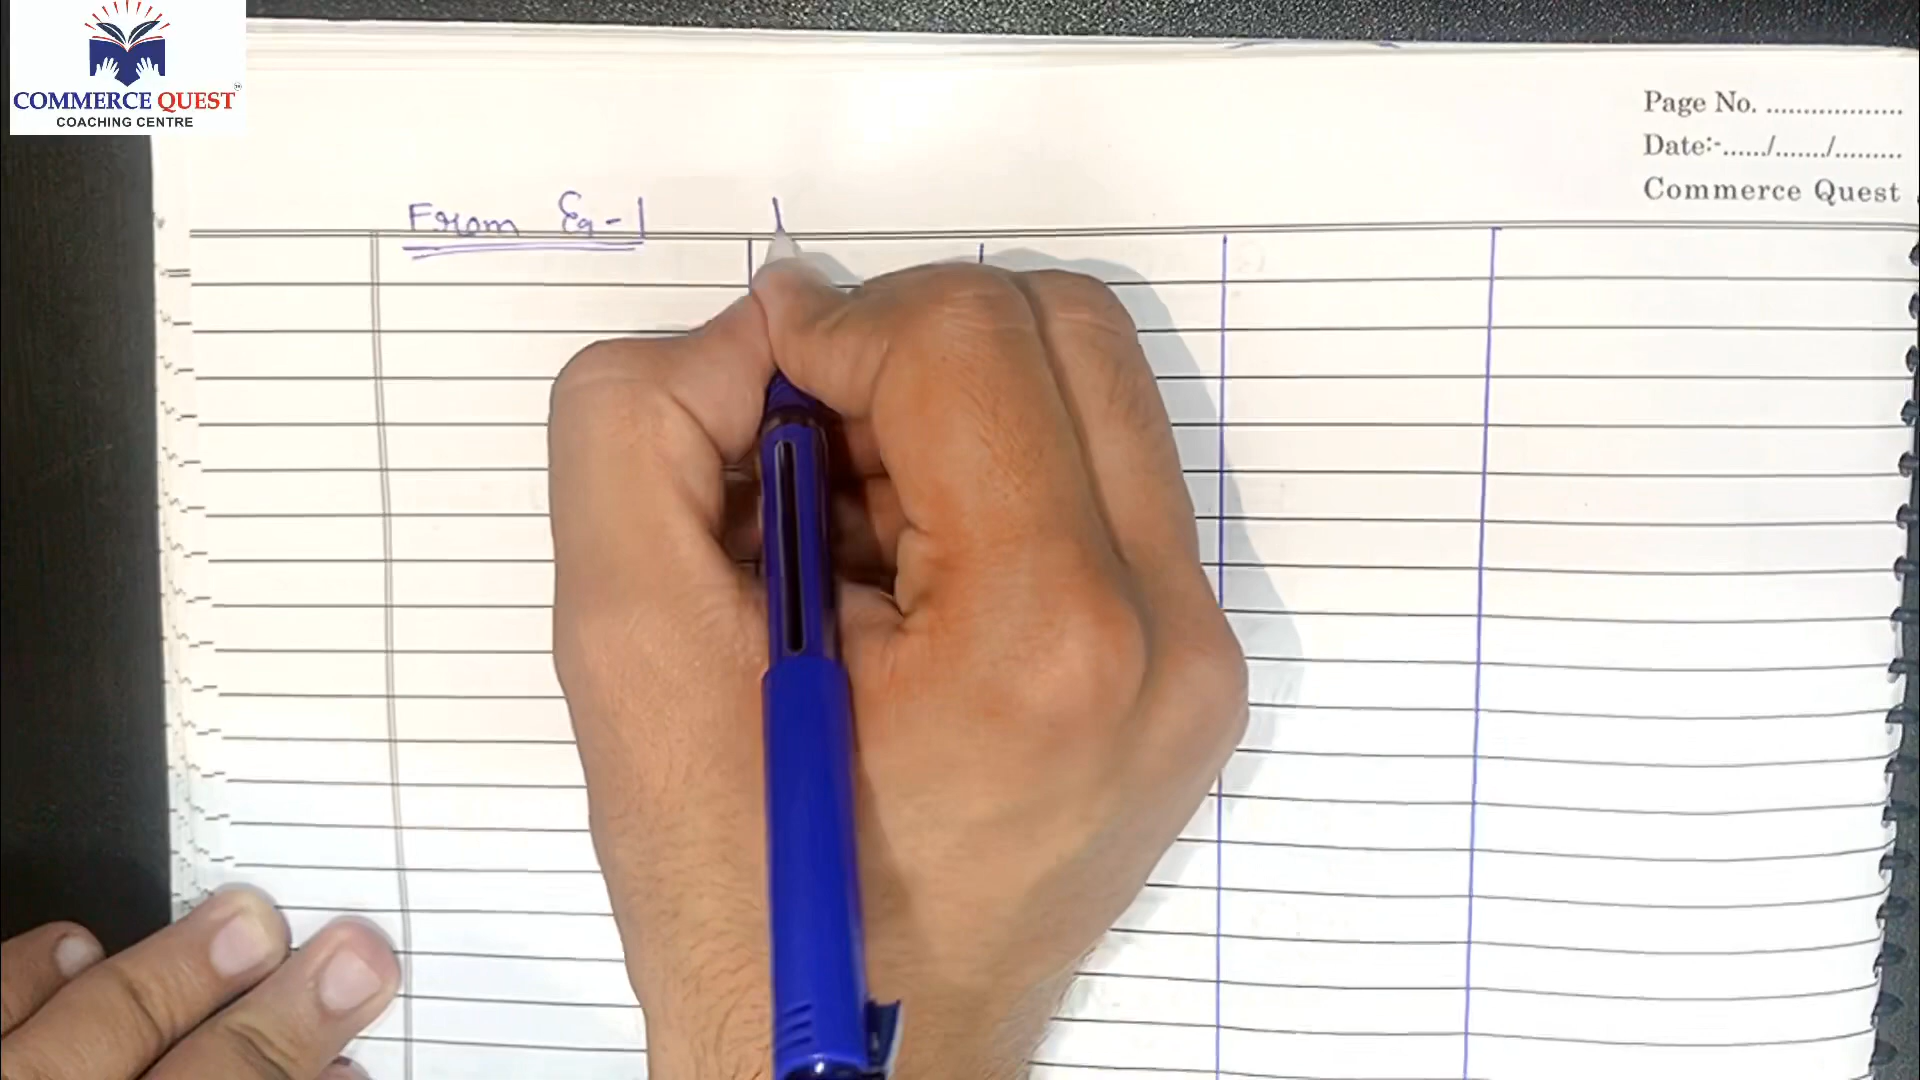 COMMERCE QUEST
COACHING CENTRE
Page No. ..................
Date:-....../......./.........
Commerce Quest
From Eq-1